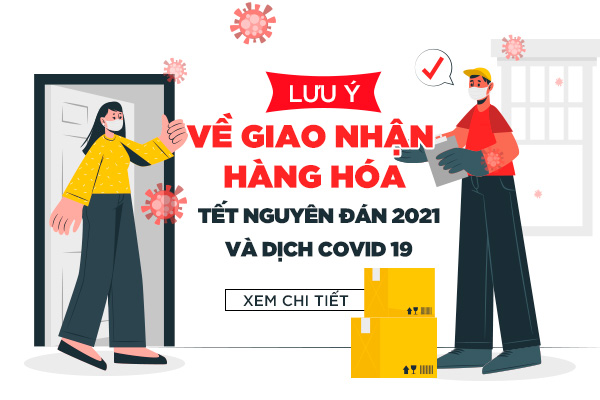 LƯU Ý
VỀ GIAO NHẬN
HÀNG HÓA
TẾT NGUYÊN ĐÁN 2021
VÀ DỊCH COVID 19
XEM CHI TIẾT